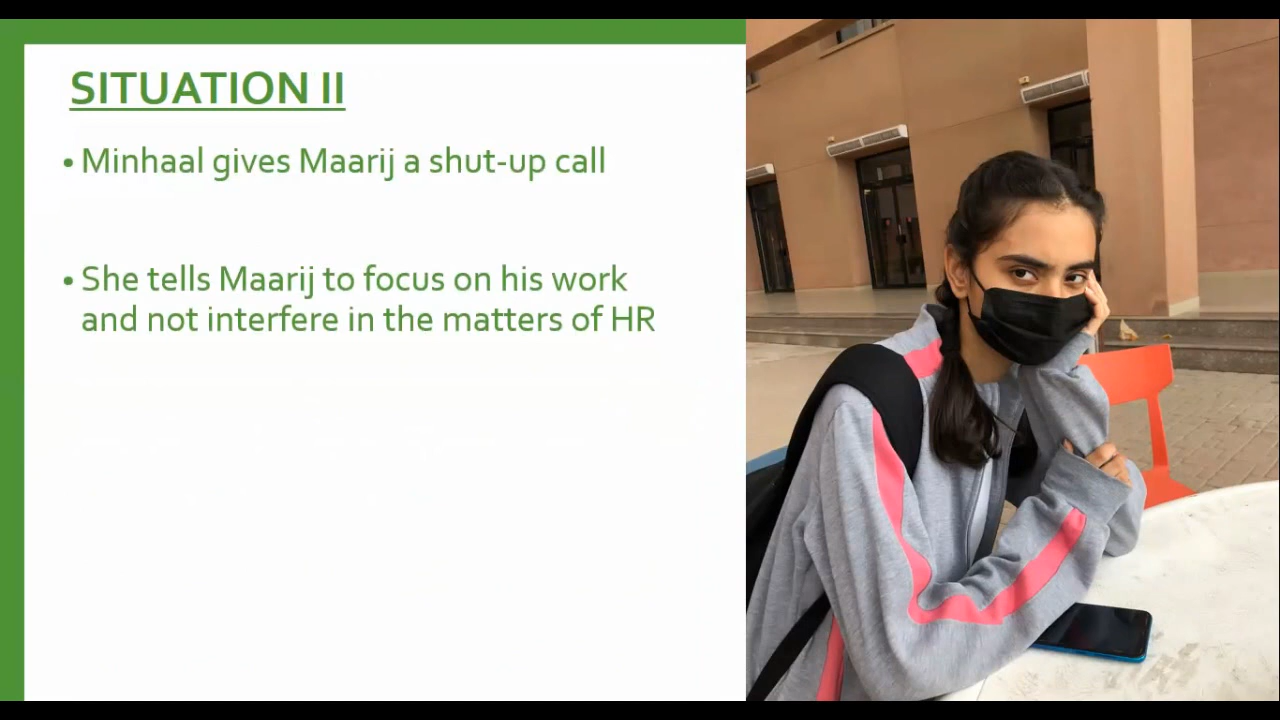 SITUATION II
• Minhaal gives Maarij a shut-up call
• She tells Maarij to focus on his work
and not interfere in the matters of HR